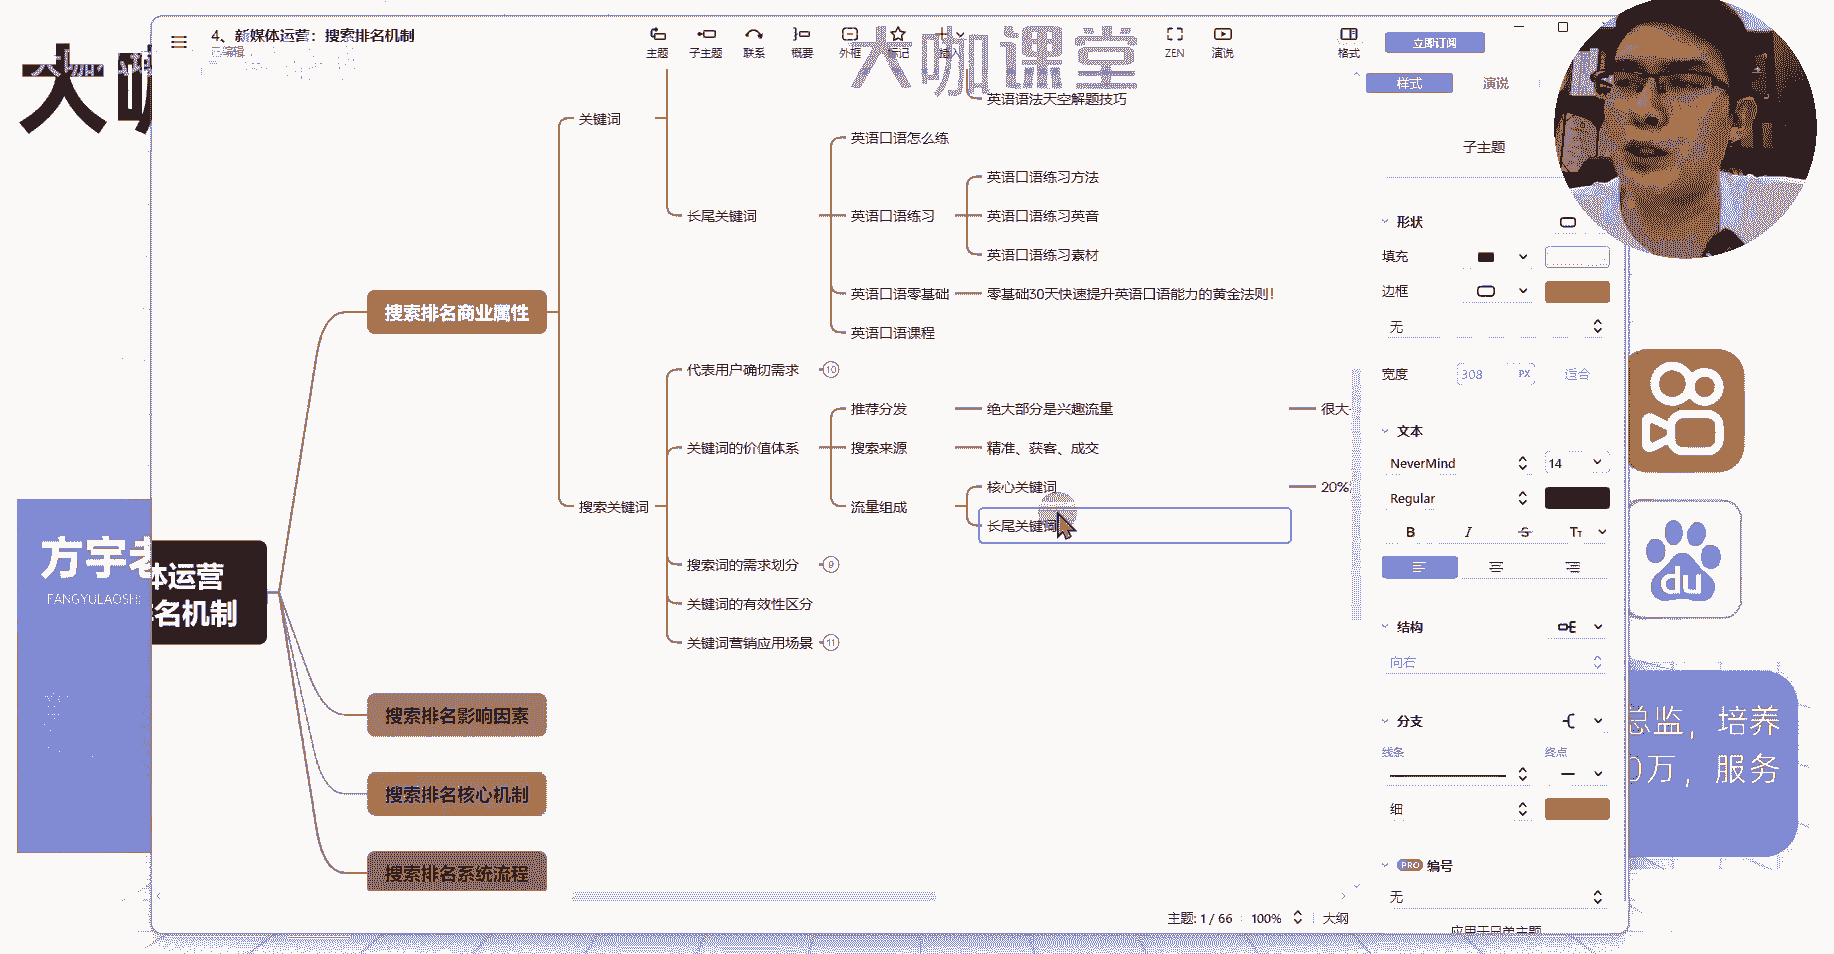 4、新媒体运营：搜索排名机制
已编辑
主题
子主题
联系
概要
外框
标记
插入
ZEN
演说
格式
立即订阅
大咖课堂
大咖
样式
演说
子主题
英语语法天空解题技巧
关键词
英语口语怎么练
英语口语练习方法
长尾关键词
英语口语练习
英语口语练习英音
英语口语练习素材
英语口语零基础
零基础30天快速提升英语口语能力的黄金法则！
英语口语课程
搜索排名商业属性
代表用户确切需求
10
推荐分发
绝大部分是兴趣流量
很大
关键词的价值体系
搜索来源
精准、获客、成交
核心关键词
20%
搜索关键词
流量组成
长尾关键词
搜索词的需求划分
9
关键词的有效性区分
关键词营销应用场景
11
体运营
名机制
搜索排名影响因素
搜索排名核心机制
搜索排名系统流程
方宇老
FANGYULAOSHI
形状
填充
边框
无
宽度
308
PX
适合
文本
NeverMind
14
Regular
B
I
S
TT
结构
向右
分支
线条
终点
细
PRO
编号
无
应用于兄弟主题
主题: 1 / 66
100%
大纲
du
总监，培养
0万，服务